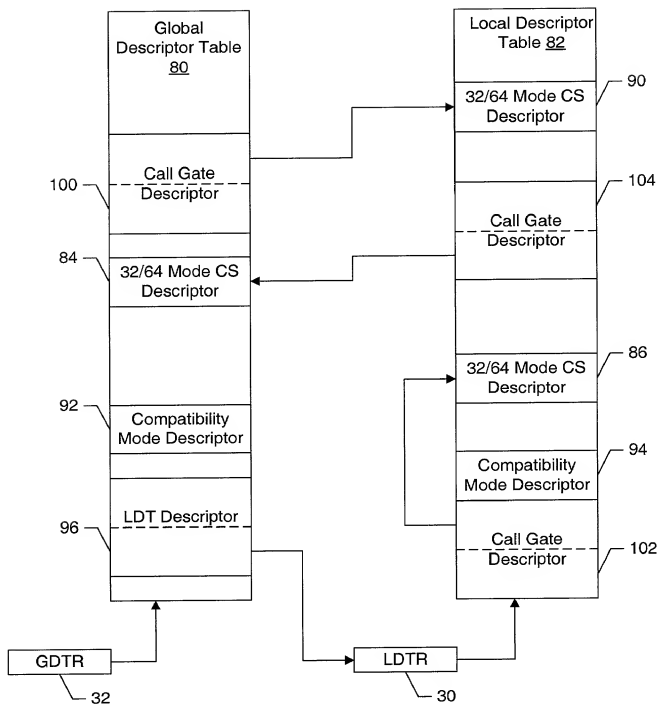 Global
Descriptor Table
80
Call Gate
Descriptor
100
84
32/64 Mode CS
Descriptor
92
Compatibility
Mode Descriptor
LDT Descriptor
96
GDTR
32
Local Descriptor
Table 82
32/64 Mode CS
Descriptor
90
104
Call Gate
Descriptor
32/64 Mode CS
Descriptor
86
Compatibility
Mode Descriptor
94
Call Gate
Descriptor
102
LDTR
30